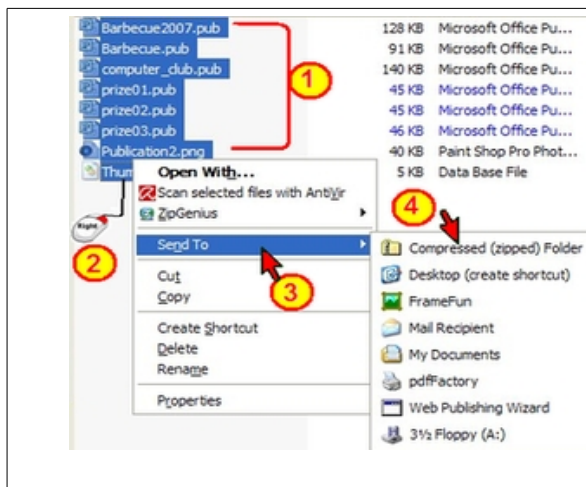 Barbecue2007.pub 128 KB Microsoft Office Pu...
Barbecue.pub 91 KB Microsoft Office Pu...
computer_club.pub 140 KB Microsoft Office Pu...
prize01.pub 45 KB Microsoft Office Pu...
prize02.pub 45 KB Microsoft Office Pu...
prize03.pub 46 KB Microsoft Office Pu...
Publication2.png 40 KB Paint Shop Pro Phot...
Thum 5 KB Data Base File
1
Right
2
Open With...
Scan selected files with AntiVir
ZipGenius
Send To
3
Cut
Copy
Create Shortcut
Delete
Rename
Properties
4
Compressed (zipped) Folder
Desktop (create shortcut)
FrameFun
Mail Recipient
My Documents
pdfFactory
Web Publishing Wizard
3½ Floppy (A:)